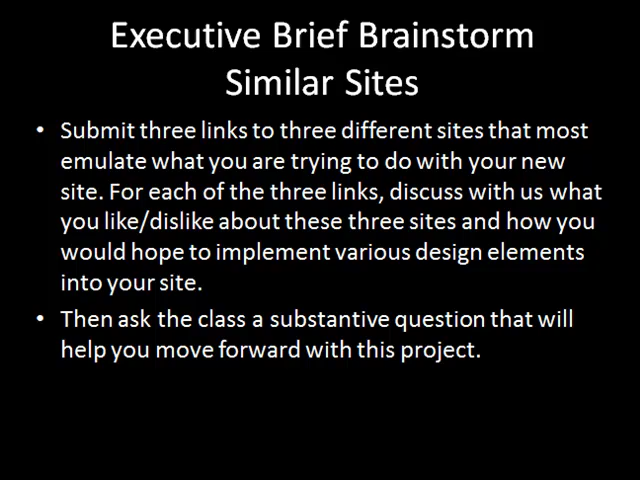 Executive Brief Brainstorm
Similar Sites
• Submit three links to three different sites that most
emulate what you are trying to do with your new
site. For each of the three links, discuss with us what
you like/dislike about these three sites and how you
would hope to implement various design elements
into your site.
• Then ask the class a substantive question that will
help you move forward with this project.